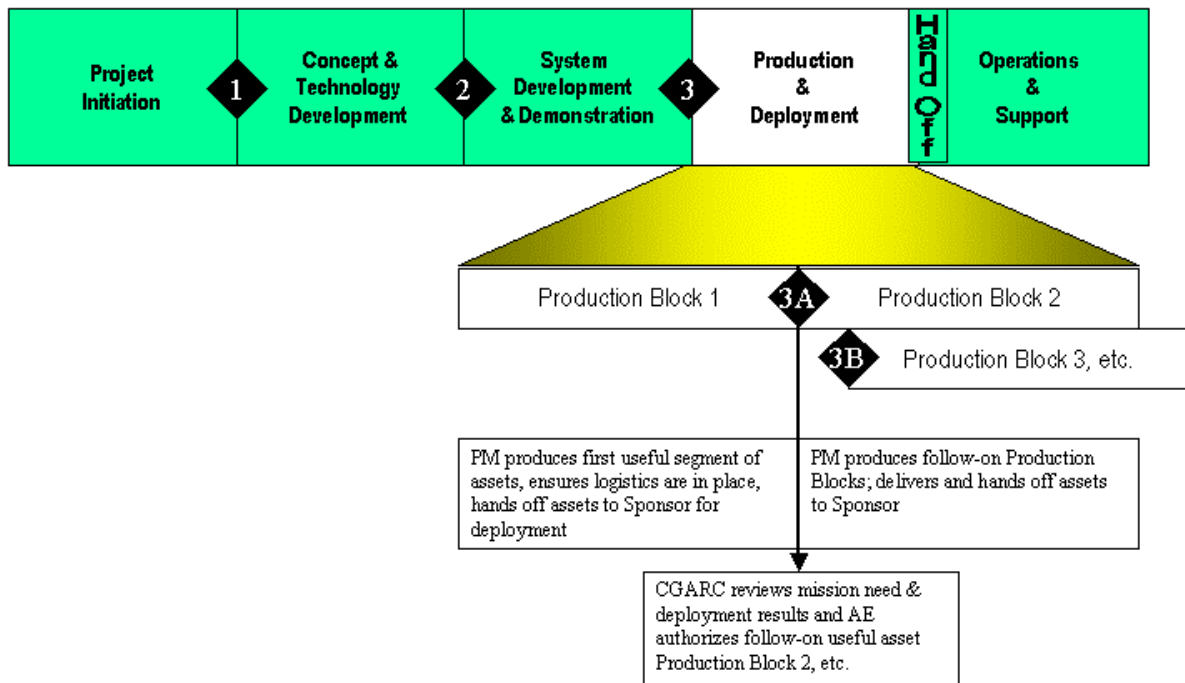 Project
Initiation
1
Concept &
Technology
Development
2
System
Development
& Demonstration
3
Production
&
Deployment
Hand Off
Operations
&
Support
Production Block 1
3A
Production Block 2
3B
Production Block 3, etc.
PM produces first useful segment of
assets, ensures logistics are in place,
hands off assets to Sponsor for
deployment
PM produces follow-on Production
Blocks; delivers and hands off assets
to Sponsor
CGARC reviews mission need &
deployment results and AE
authorizes follow-on useful asset
Production Block 2, etc.